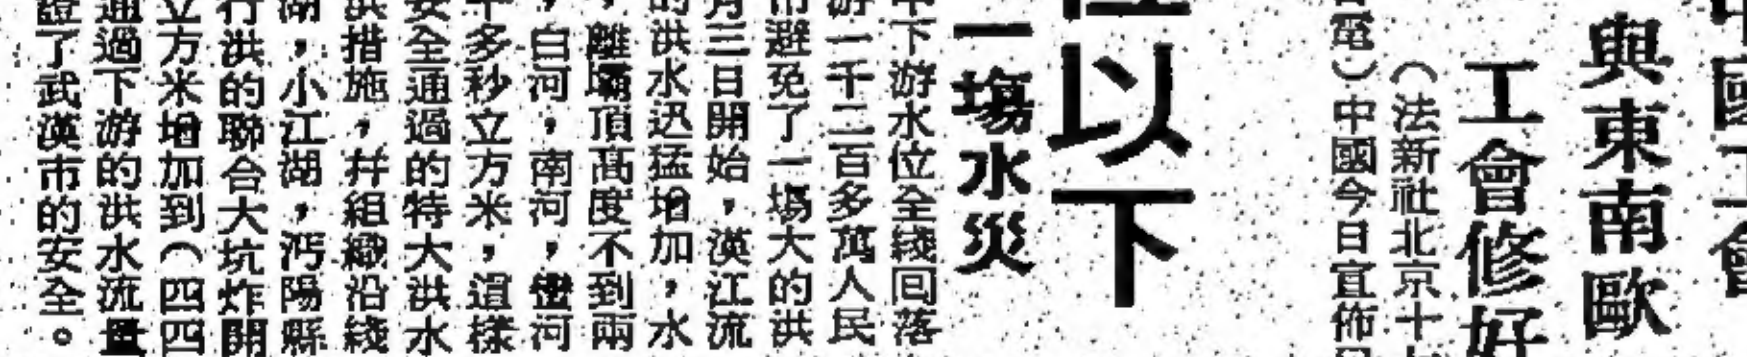 與東南歐
工會修好
（法新社北京十
電）中國今日宣佈
以下
一場水災
下游水位全綫回落
游一千二百多萬人民
避免了一場大的洪
月三日開始，漢江流
的洪水迅猛增加，水
，離壩頂高度不到兩
，白河，南河，蠻河
多秒立方米，這樣
安全通過的特大洪水
洪措施，幷組織沿綫
湖，小江湖，沔陽縣
行洪的聯合大坑炸開
立方米增加到（四四
通過下游的洪水流量
證了武漢市的安全。